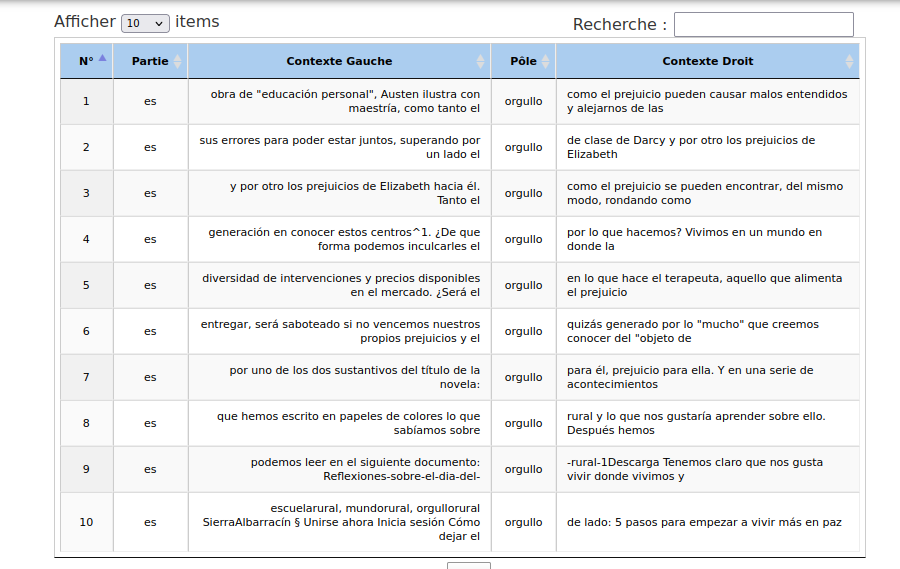 Afficher 10 items
Recherche :
N° Partie Contexte Gauche Pôle Contexte Droit
1 es obra de "educación personal", Austen ilustra con maestría, como tanto el orgullo como el prejuicio pueden causar malos entendidos y alejarnos de las
2 es sus errores para poder estar juntos, superando por un lado el orgullo de clase de Darcy y por otro los prejuicios de Elizabeth
3 es y por otro los prejuicios de Elizabeth hacia él. Tanto el orgullo como el prejuicio se pueden encontrar, del mismo modo, rondando como
4 es generación en conocer estos centros^1. ¿De que forma podemos inculcarles el orgullo por lo que hacemos? Vivimos en un mundo en donde la
5 es diversidad de intervenciones y precios disponibles en el mercado. ¿Será el orgullo en lo que hace el terapeuta, aquello que alimenta el prejuicio
6 es entregar, será saboteado si no vencemos nuestros propios prejuicios y el orgullo quizás generado por lo "mucho" que creemos conocer del "objeto de
7 es por uno de los dos sustantivos del título de la novela: orgullo para él, prejuicio para ella. Y en una serie de acontecimientos
8 es que hemos escrito en papeles de colores lo que sabíamos sobre orgullo rural y lo que nos gustaría aprender sobre ello. Después hemos
9 es podemos leer en el siguiente documento: Reflexiones-sobre-el-dia-del- orgullo -rural-1Descarga Tenemos claro que nos gusta vivir donde vivimos y
10 es escuelarural, mundorural, orgullorural SierraAlbarracín § Unirse ahora Inicia sesión Cómo dejar el orgullo de lado: 5 pasos para empezar a vivir más en paz